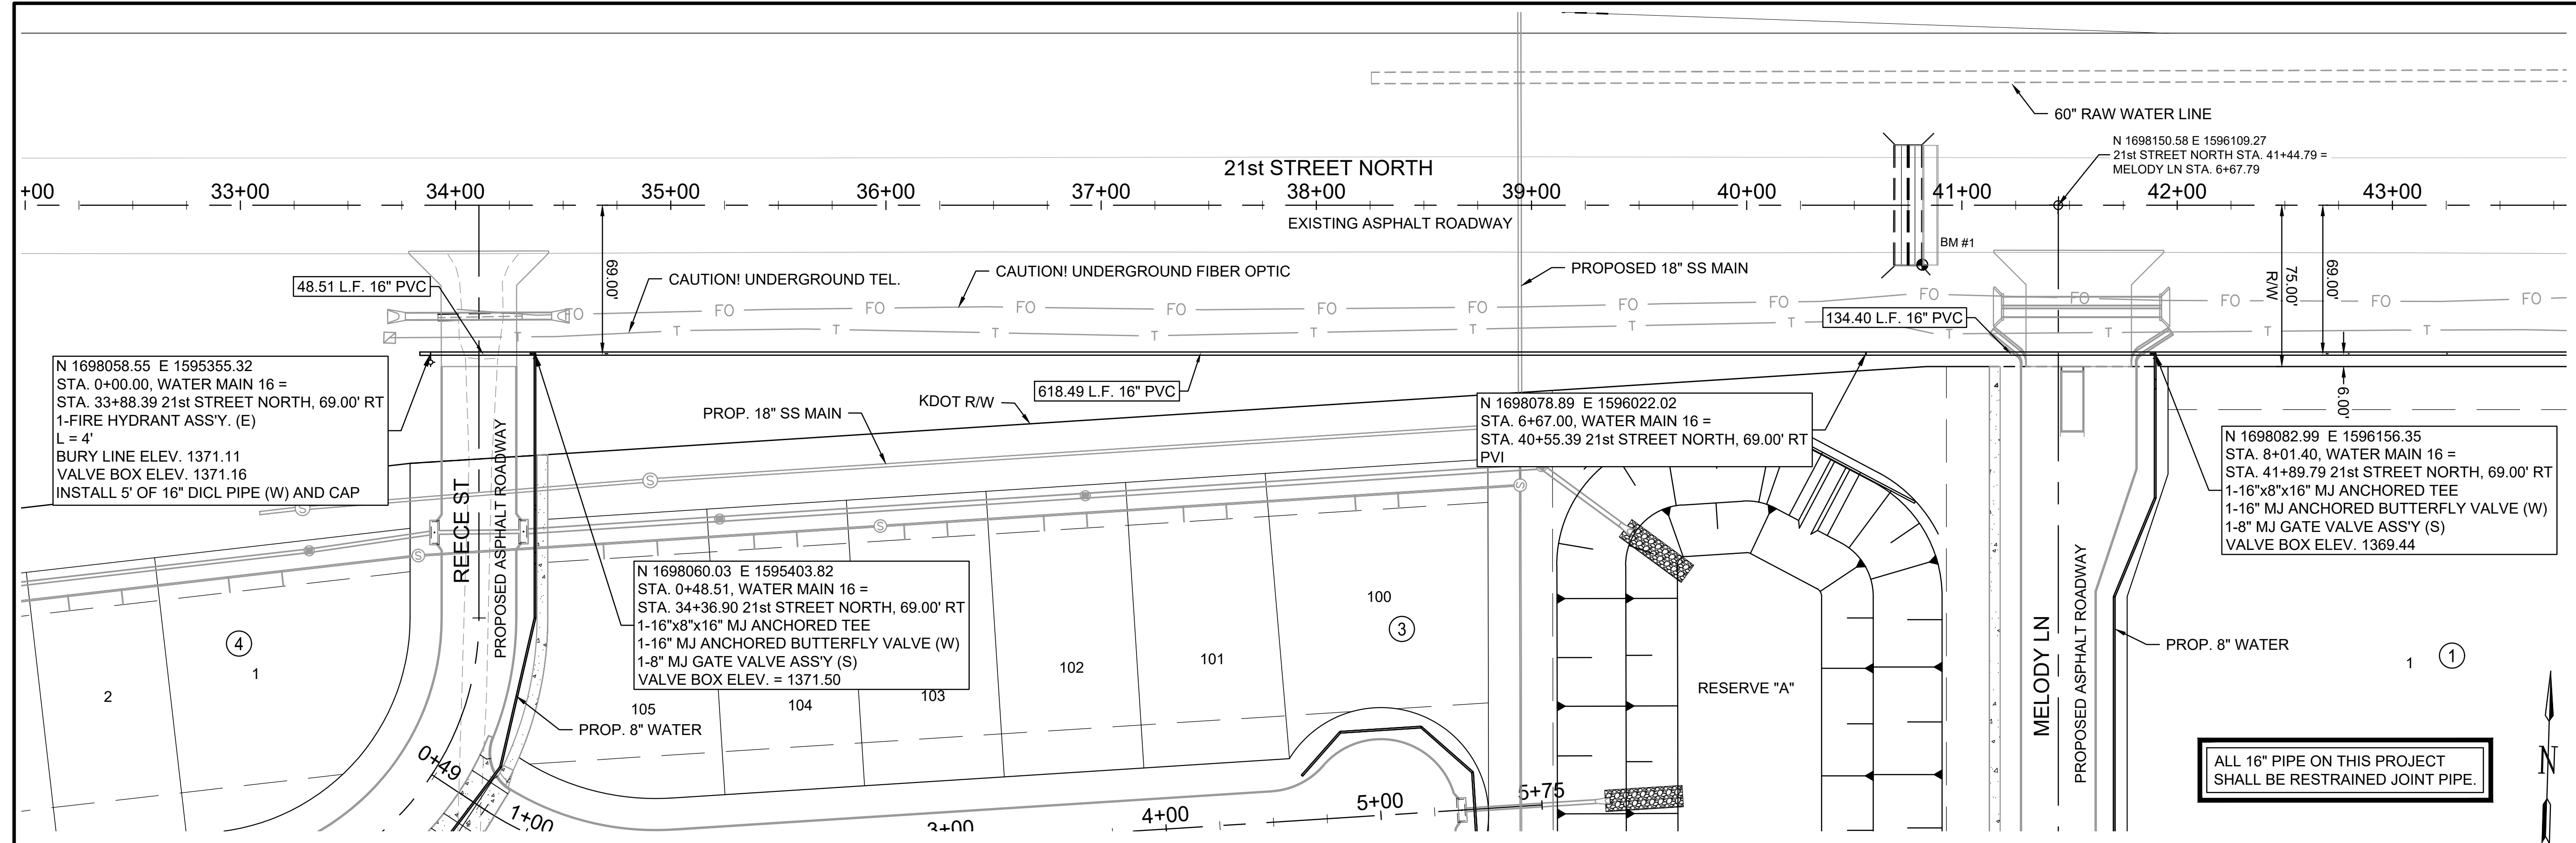 60" RAW WATER LINE
N 1698150.58 E 1596109.27
21st STREET NORTH STA. 41+44.79 =
MELODY LN STA. 6+67.79
21st STREET NORTH
+00
33+00
34+00
35+00
36+00
37+00
38+00
39+00
40+00
41+00
42+00
43+00
EXISTING ASPHALT ROADWAY
BM #1
69.00'
75.00'
R/W
69.00'
6.00'
48.51 L.F. 16" PVC
CAUTION! UNDERGROUND TEL.
CAUTION! UNDERGROUND FIBER OPTIC
PROPOSED 18" SS MAIN
134.40 L.F. 16" PVC
FO FO FO FO FO FO FO FO FO FO FO FO FO FO
T T T T T T T T T T T T T
N 1698058.55 E 1595355.32
STA. 0+00.00, WATER MAIN 16 =
STA. 33+88.39 21st STREET NORTH, 69.00' RT
1-FIRE HYDRANT ASS'Y. (E)
L = 4'
BURY LINE ELEV. 1371.11
VALVE BOX ELEV. 1371.16
INSTALL 5' OF 16" DICL PIPE (W) AND CAP
618.49 L.F. 16" PVC
PROP. 18" SS MAIN
KDOT R/W
N 1698078.89 E 1596022.02
STA. 6+67.00, WATER MAIN 16 =
STA. 40+55.39 21st STREET NORTH, 69.00' RT
PVI
N 1698082.99 E 1596156.35
STA. 8+01.40, WATER MAIN 16 =
STA. 41+89.79 21st STREET NORTH, 69.00' RT
1-16"x8"x16" MJ ANCHORED TEE
1-16" MJ ANCHORED BUTTERFLY VALVE (W)
1-8" MJ GATE VALVE ASS'Y (S)
VALVE BOX ELEV. 1369.44
S S S S S S
REECE ST
PROPOSED ASPHALT ROADWAY
N 1698060.03 E 1595403.82
STA. 0+48.51, WATER MAIN 16 =
STA. 34+36.90 21st STREET NORTH, 69.00' RT
1-16"x8"x16" MJ ANCHORED TEE
1-16" MJ ANCHORED BUTTERFLY VALVE (W)
1-8" MJ GATE VALVE ASS'Y (S)
VALVE BOX ELEV. = 1371.50
4
1
2
105
104
103
102
101
100
3
RESERVE "A"
MELODY LN
PROPOSED ASPHALT ROADWAY
PROP. 8" WATER
1
1
PROP. 8" WATER
0+49
1+00
3+00
4+00
5+00
5+75
ALL 16" PIPE ON THIS PROJECT
SHALL BE RESTRAINED JOINT PIPE.
N